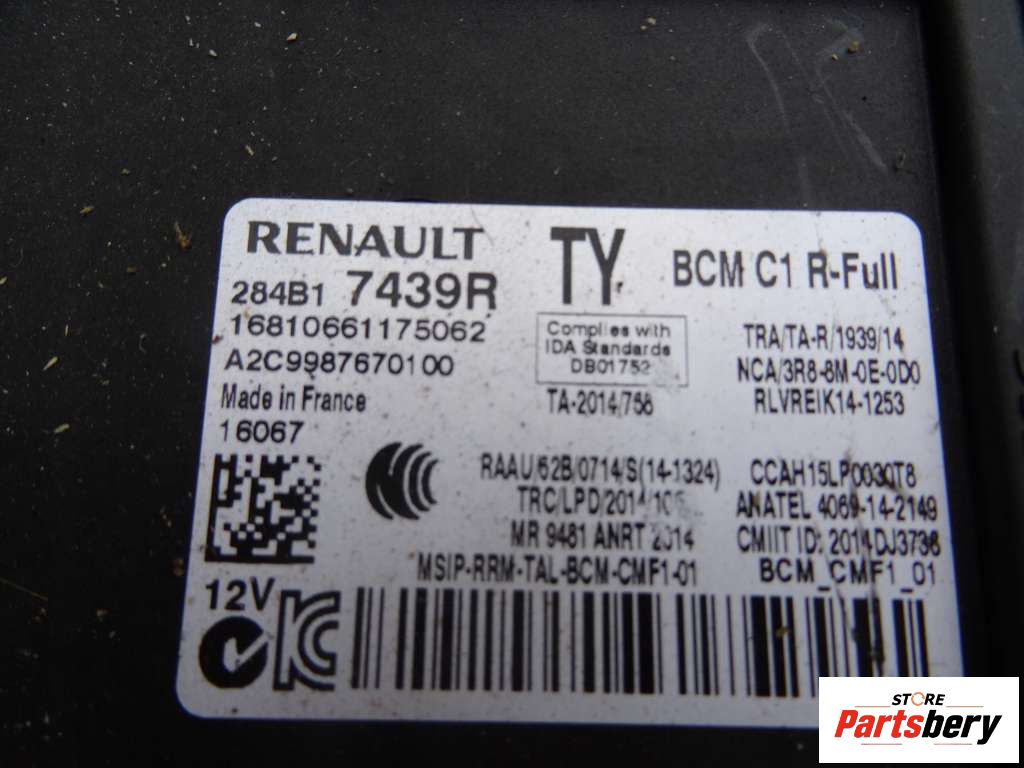 RENAULT
TY
BCM C1 R-Full
284B1 7439R
16810661175062
A2C9987670100
Made in France
16067
Complies with
IDA Standards
DB01752
TA-2014/758
TRA/TA-R/1939/14
NCA/3R8-8M-0E-0D0
RLVREIK14-1253
RAAU/62B/0714/S(14-1324)
TRC/LPD/2014/
MR 9481 ANRT 2014
MSIP-RRM-TAL-BCM-CMF1-01
CCAH15LP0030T8
ANATEL 4069-14-2149
CMIIT ID: 2014DJ3738
BCM_CMF1_01
12V
STORE
Partsbery